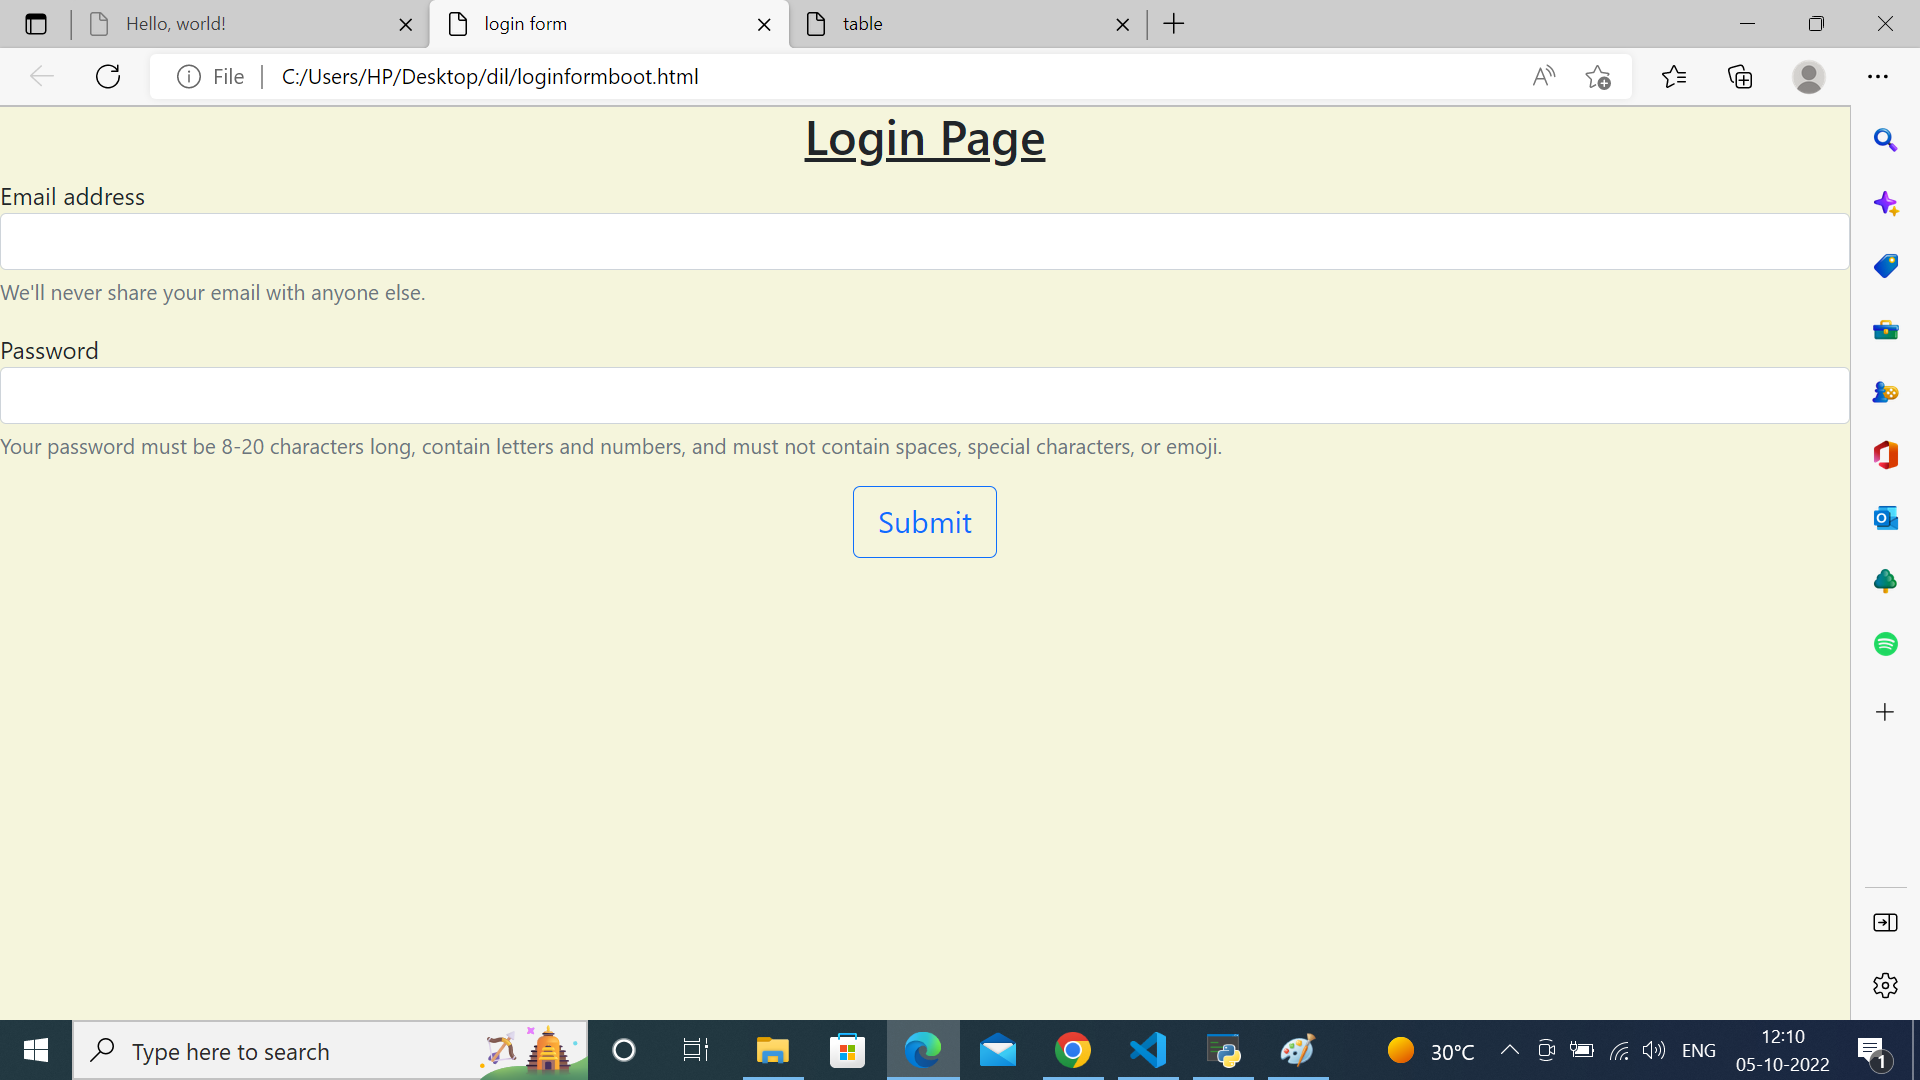 Hello, world!
login form
table
File
C:/Users/HP/Desktop/dil/loginformboot.html
Login Page
Email address
We'll never share your email with anyone else.
Password
Your password must be 8-20 characters long, contain letters and numbers, and must not contain spaces, special characters, or emoji.
Submit
Type here to search
30°C
ENG
12:10
05-10-2022
1